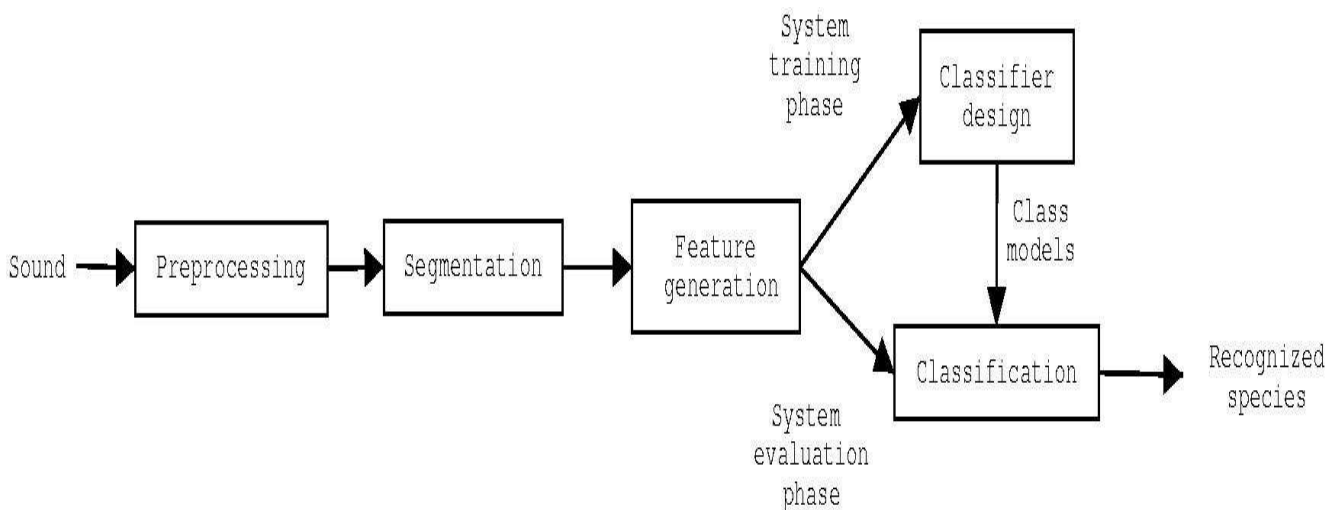 Sound
Preprocessing
Segmentation
Feature
generation
System
training
phase
Classifier
design
Class
models
System
evaluation
phase
Classification
Recognized
species